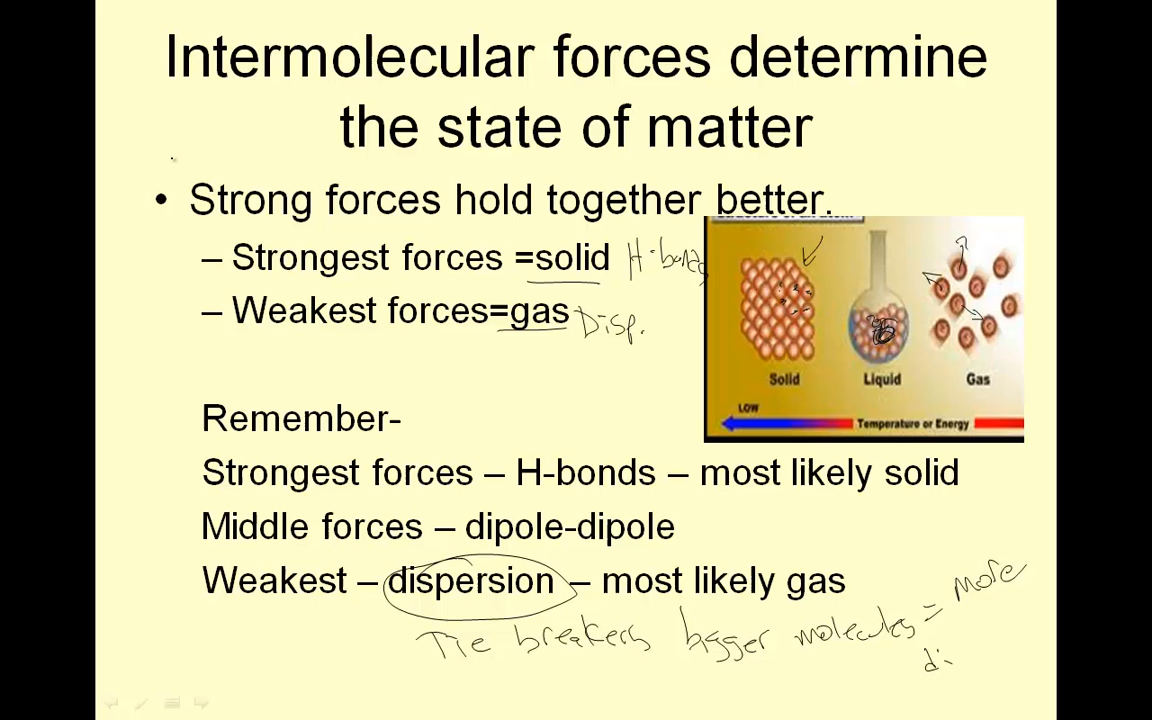 Intermolecular forces determine
the state of matter
• Strong forces hold together better.
– Strongest forces =solid H-bonds
– Weakest forces=gas Disp.
Solid Liquid Gas
LOW
Temperature or Energy
Remember-
Strongest forces – H-bonds – most likely solid
Middle forces – dipole-dipole
Weakest – dispersion – most likely gas
Tie breakers bigger molecules = more
di